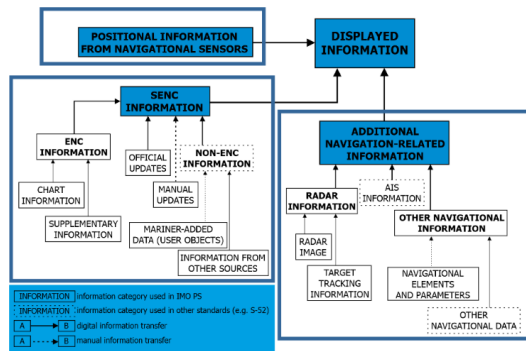 POSITIONAL INFORMATION
FROM NAVIGATIONAL SENSORS
DISPLAYED
INFORMATION
SENC
INFORMATION
ENC
INFORMATION
OFFICIAL
UPDATES
NON-ENC
INFORMATION
CHART
INFORMATION
MANUAL
UPDATES
SUPPLEMENTARY
INFORMATION
MARINER-ADDED
DATA (USER OBJECTS)
INFORMATION FROM
OTHER SOURCES
ADDITIONAL
NAVIGATION-RELATED
INFORMATION
RADAR
INFORMATION
AIS
INFORMATION
OTHER NAVIGATIONAL
INFORMATION
RADAR
IMAGE
TARGET
TRACKING
INFORMATION
NAVIGATIONAL
ELEMENTS
AND PARAMETERS
OTHER
NAVIGATIONAL DATA
INFORMATION information category used in IMO PS
INFORMATION information category used in other standards (e.g. S-52)
A B digital information transfer
A B manual information transfer